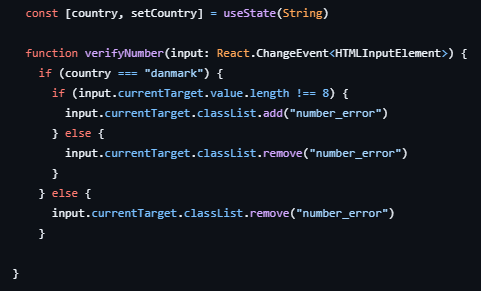 const [country, setCountry] = useState(String)
function verifyNumber(input: React.ChangeEvent<HTMLInputElement>) {
if (country === "danmark") {
if (input.currentTarget.value.length !== 8) {
input.currentTarget.classList.add("number_error")
} else {
input.currentTarget.classList.remove("number_error")
}
} else {
input.currentTarget.classList.remove("number_error")
}
}